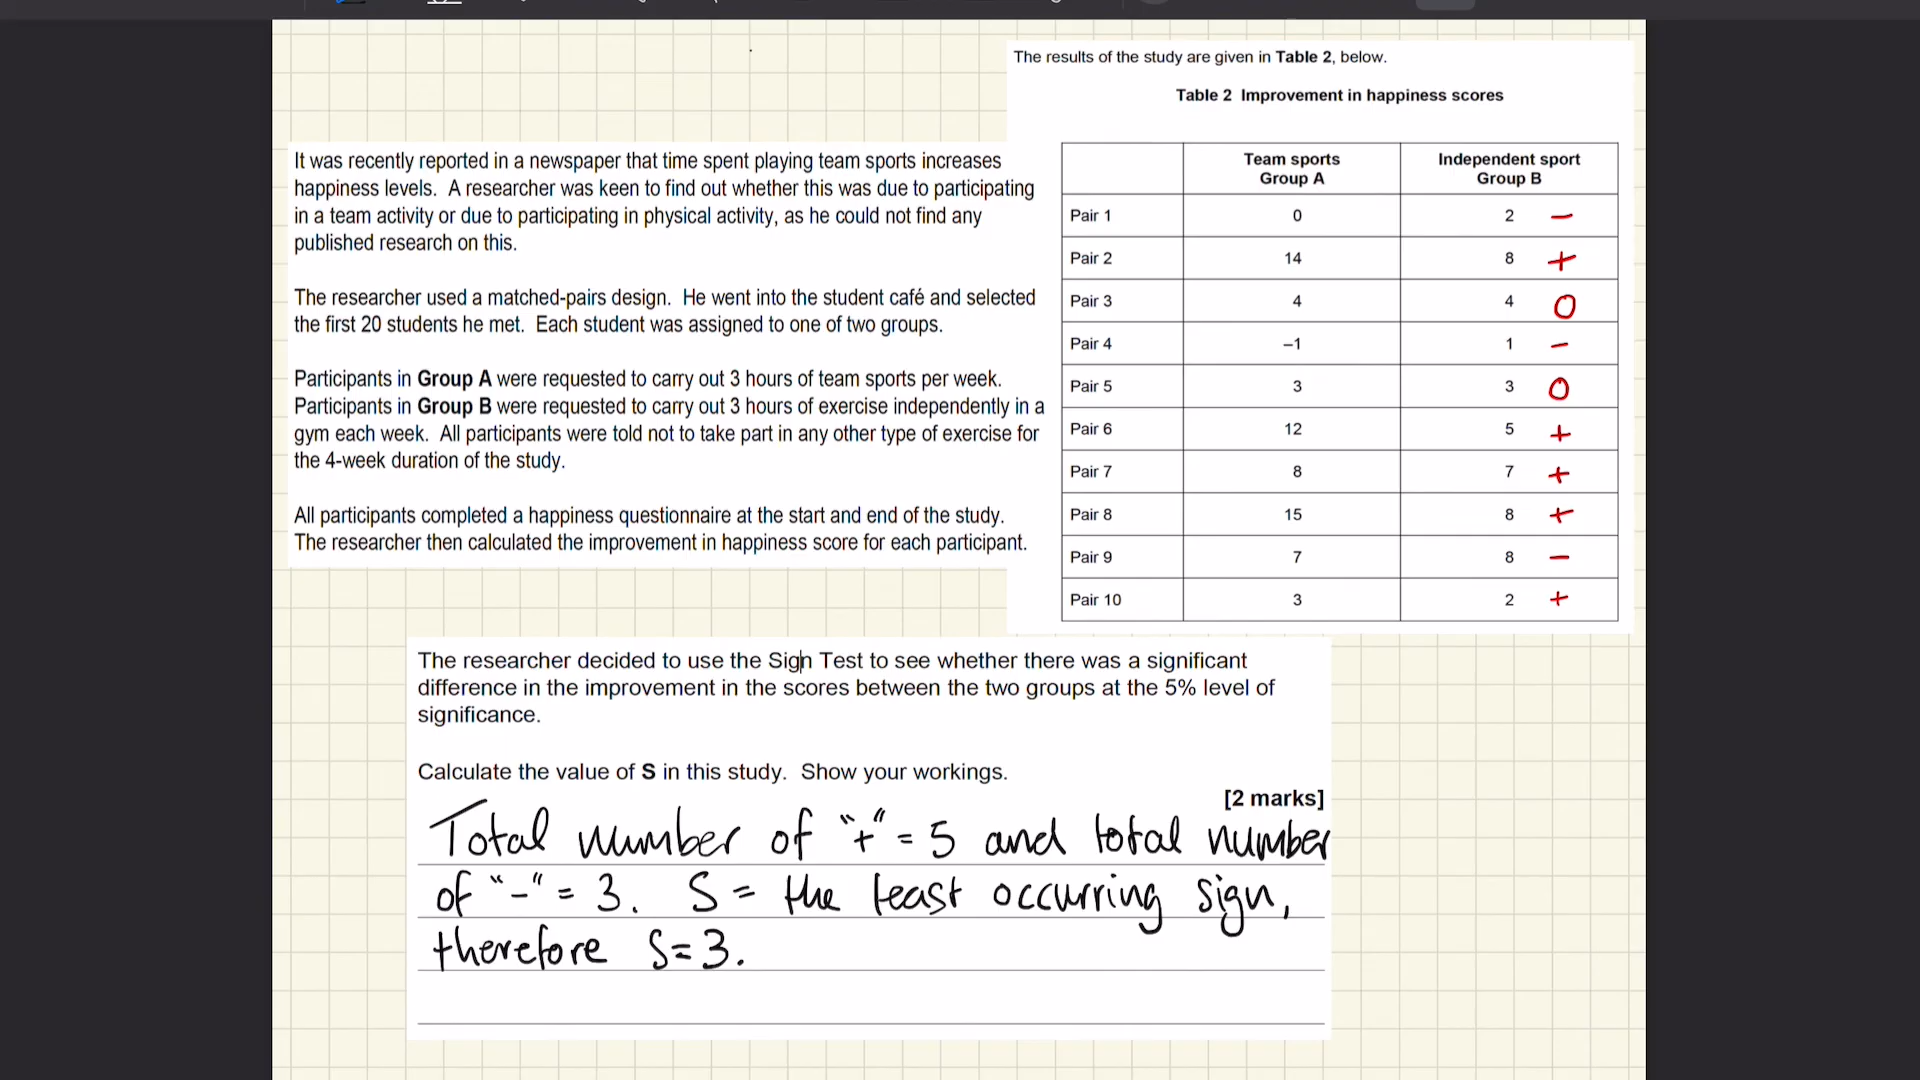 It was recently reported in a newspaper that time spent playing team sports increases
happiness levels.  A researcher was keen to find out whether this was due to participating
in a team activity or due to participating in physical activity, as he could not find any
published research on this.
The researcher used a matched-pairs design.  He went into the student café and selected
the first 20 students he met.  Each student was assigned to one of two groups.
Participants in Group A were requested to carry out 3 hours of team sports per week.
Participants in Group B were requested to carry out 3 hours of exercise independently in a
gym each week.  All participants were told not to take part in any other type of exercise for
the 4-week duration of the study.
All participants completed a happiness questionnaire at the start and end of the study.
The researcher then calculated the improvement in happiness score for each participant.
The results of the study are given in Table 2, below.
Table 2  Improvement in happiness scores
Team sports Group A Independent sport Group B
Pair 1 0 2 –
Pair 2 14 8 +
Pair 3 4 4 0
Pair 4 –1 1 –
Pair 5 3 3 0
Pair 6 12 5 +
Pair 7 8 7 +
Pair 8 15 8 +
Pair 9 7 8 –
Pair 10 3 2 +
The researcher decided to use the Sign Test to see whether there was a significant
difference in the improvement in the scores between the two groups at the 5% level of
significance.
Calculate the value of S in this study.  Show your workings.
[2 marks]
Total number of “+” = 5 and total number
of “–” = 3. S = the least occurring sign,
therefore S=3.